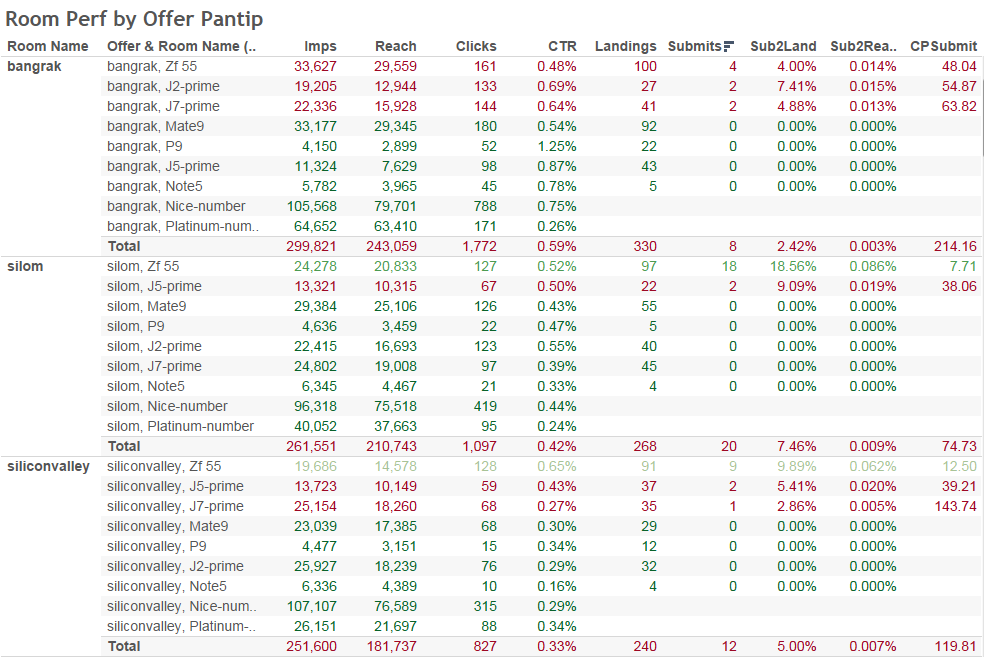 Room Perf by Offer Pantip
Room Name Offer & Room Name (.. Imps Reach Clicks CTR Landings Submits Sub2Land Sub2Rea.. CPSubmit
bangrak bangrak, Zf 55 33,627 29,559 161 0.48% 100 4 4.00% 0.014% 48.04
bangrak, J2-prime 19,205 12,944 133 0.69% 27 2 7.41% 0.015% 54.87
bangrak, J7-prime 22,336 15,928 144 0.64% 41 2 4.88% 0.013% 63.82
bangrak, Mate9 33,177 29,345 180 0.54% 92 0 0.00% 0.000%
bangrak, P9 4,150 2,899 52 1.25% 22 0 0.00% 0.000%
bangrak, J5-prime 11,324 7,629 98 0.87% 43 0 0.00% 0.000%
bangrak, Note5 5,782 3,965 45 0.78% 5 0 0.00% 0.000%
bangrak, Nice-number 105,568 79,701 788 0.75%
bangrak, Platinum-num.. 64,652 63,410 171 0.26%
Total 299,821 243,059 1,772 0.59% 330 8 2.42% 0.003% 214.16
silom silom, Zf 55 24,278 20,833 127 0.52% 97 18 18.56% 0.086% 7.71
silom, J5-prime 13,321 10,315 67 0.50% 22 2 9.09% 0.019% 38.06
silom, Mate9 29,384 25,106 126 0.43% 55 0 0.00% 0.000%
silom, P9 4,636 3,459 22 0.47% 5 0 0.00% 0.000%
silom, J2-prime 22,415 16,693 123 0.55% 40 0 0.00% 0.000%
silom, J7-prime 24,802 19,008 97 0.39% 45 0 0.00% 0.000%
silom, Note5 6,345 4,467 21 0.33% 4 0 0.00% 0.000%
silom, Nice-number 96,318 75,518 419 0.44%
silom, Platinum-number 40,052 37,663 95 0.24%
Total 261,551 210,743 1,097 0.42% 268 20 7.46% 0.009% 74.73
siliconvalley siliconvalley, Zf 55 19,686 14,578 128 0.65% 91 9 9.89% 0.062% 12.50
siliconvalley, J5-prime 13,723 10,149 59 0.43% 37 2 5.41% 0.020% 39.21
siliconvalley, J7-prime 25,154 18,260 68 0.27% 35 1 2.86% 0.005% 143.74
siliconvalley, Mate9 23,039 17,385 68 0.30% 29 0 0.00% 0.000%
siliconvalley, P9 4,477 3,151 15 0.34% 12 0 0.00% 0.000%
siliconvalley, J2-prime 25,927 18,239 76 0.29% 32 0 0.00% 0.000%
siliconvalley, Note5 6,336 4,389 10 0.16% 4 0 0.00% 0.000%
siliconvalley, Nice-num.. 107,107 76,589 315 0.29%
siliconvalley, Platinum-.. 26,151 21,697 88 0.34%
Total 251,600 181,737 827 0.33% 240 12 5.00% 0.007% 119.81